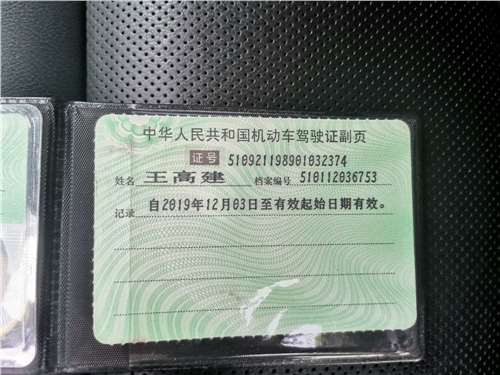 中华人民共和国机动车驾驶证副页
证号 510921198901032374
姓名 王高建 档案编号 510112036753
记录 自2019年12月03日至有效起始日期有效。